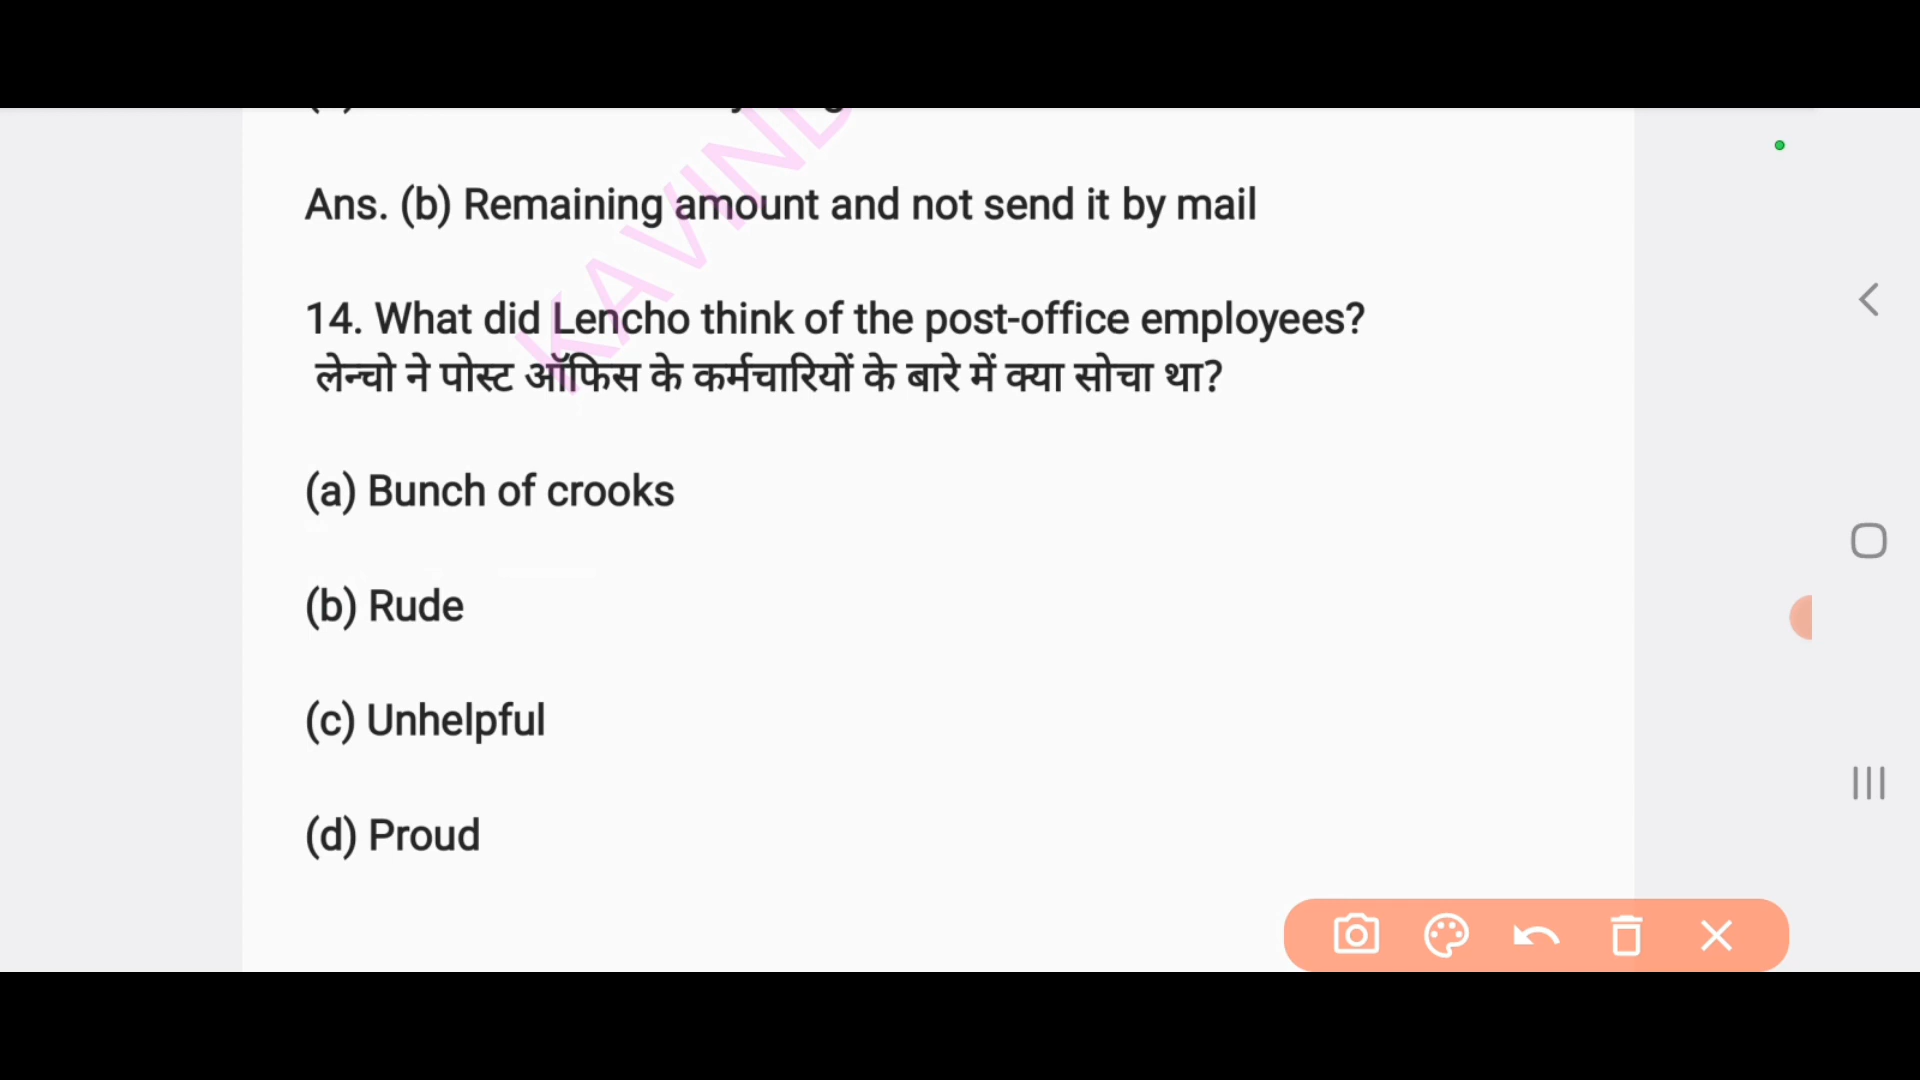 Ans. (b) Remaining amount and not send it by mail
KAVIND
14. What did Lencho think of the post-office employees?
लेन्चो ने पोस्ट ऑफिस के कर्मचारियों के बारे में क्या सोचा था?
(a) Bunch of crooks
(b) Rude
(c) Unhelpful
(d) Proud